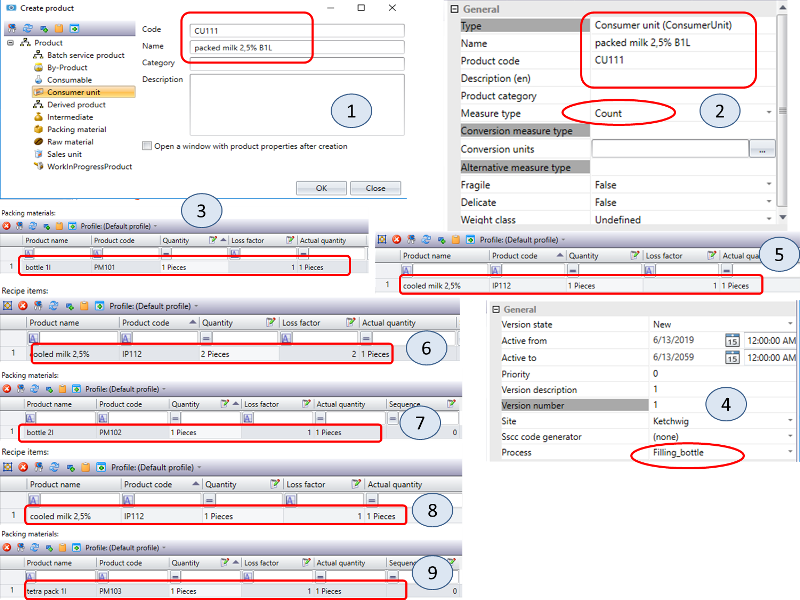 Create product
Product
Batch service product
By-Product
Consumable
Consumer unit
Derived product
Intermediate
Packing material
Raw material
Sales unit
WorkInProgressProduct
Code CU111
Name packed milk 2,5% B1L
Category
Description
1
Open a window with product properties after creation
OK Close
General
Type Consumer unit (ConsumerUnit)
Name packed milk 2,5% B1L
Product code CU111
Description (en)
Product category
Measure type Count
2
Conversion measure type
Conversion units ...
Alternative measure type
Fragile False
Delicate False
Weight class Undefined
3
Packing materials:
Profile: (Default profile)
Product name Product code Quantity Loss factor Actual quantity
1 bottle 1l PM101 1 Pieces 1 1 Pieces
Profile: (Default profile)
Product name Product code Quantity Loss factor Actual qua
5
1 cooled milk 2,5% IP112 1 Pieces 1 1 Pieces
Recipe items:
Profile: (Default profile)
Product name Product code Quantity Loss factor Actual quantity
1 cooled milk 2,5% IP112 2 Pieces 2 1 Pieces
6
General
Version state New
Active from 6/13/2019 15 12:00:00 AM
Active to 6/13/2059 15 12:00:00 AM
Priority 0
Version description 1
Version number 1
4
Site Ketchwig
Sscc code generator (none)
Process Filling_bottle
Packing materials:
Profile: (Default profile)
Product name Product code Quantity Loss factor Actual quantity Sequence
7
1 bottle 2l PM102 1 Pieces 1 1 Pieces 0
Recipe items:
Profile: (Default profile)
Product name Product code Quantity Loss factor Actual quantity
8
1 cooled milk 2,5% IP112 1 Pieces 1 1 Pieces
Packing materials:
Profile: (Default profile)
Product name Product code Quantity Loss factor Actual quantity Sequen
9
1 tetra pack 1l PM103 1 Pieces 1 1 Pieces 0